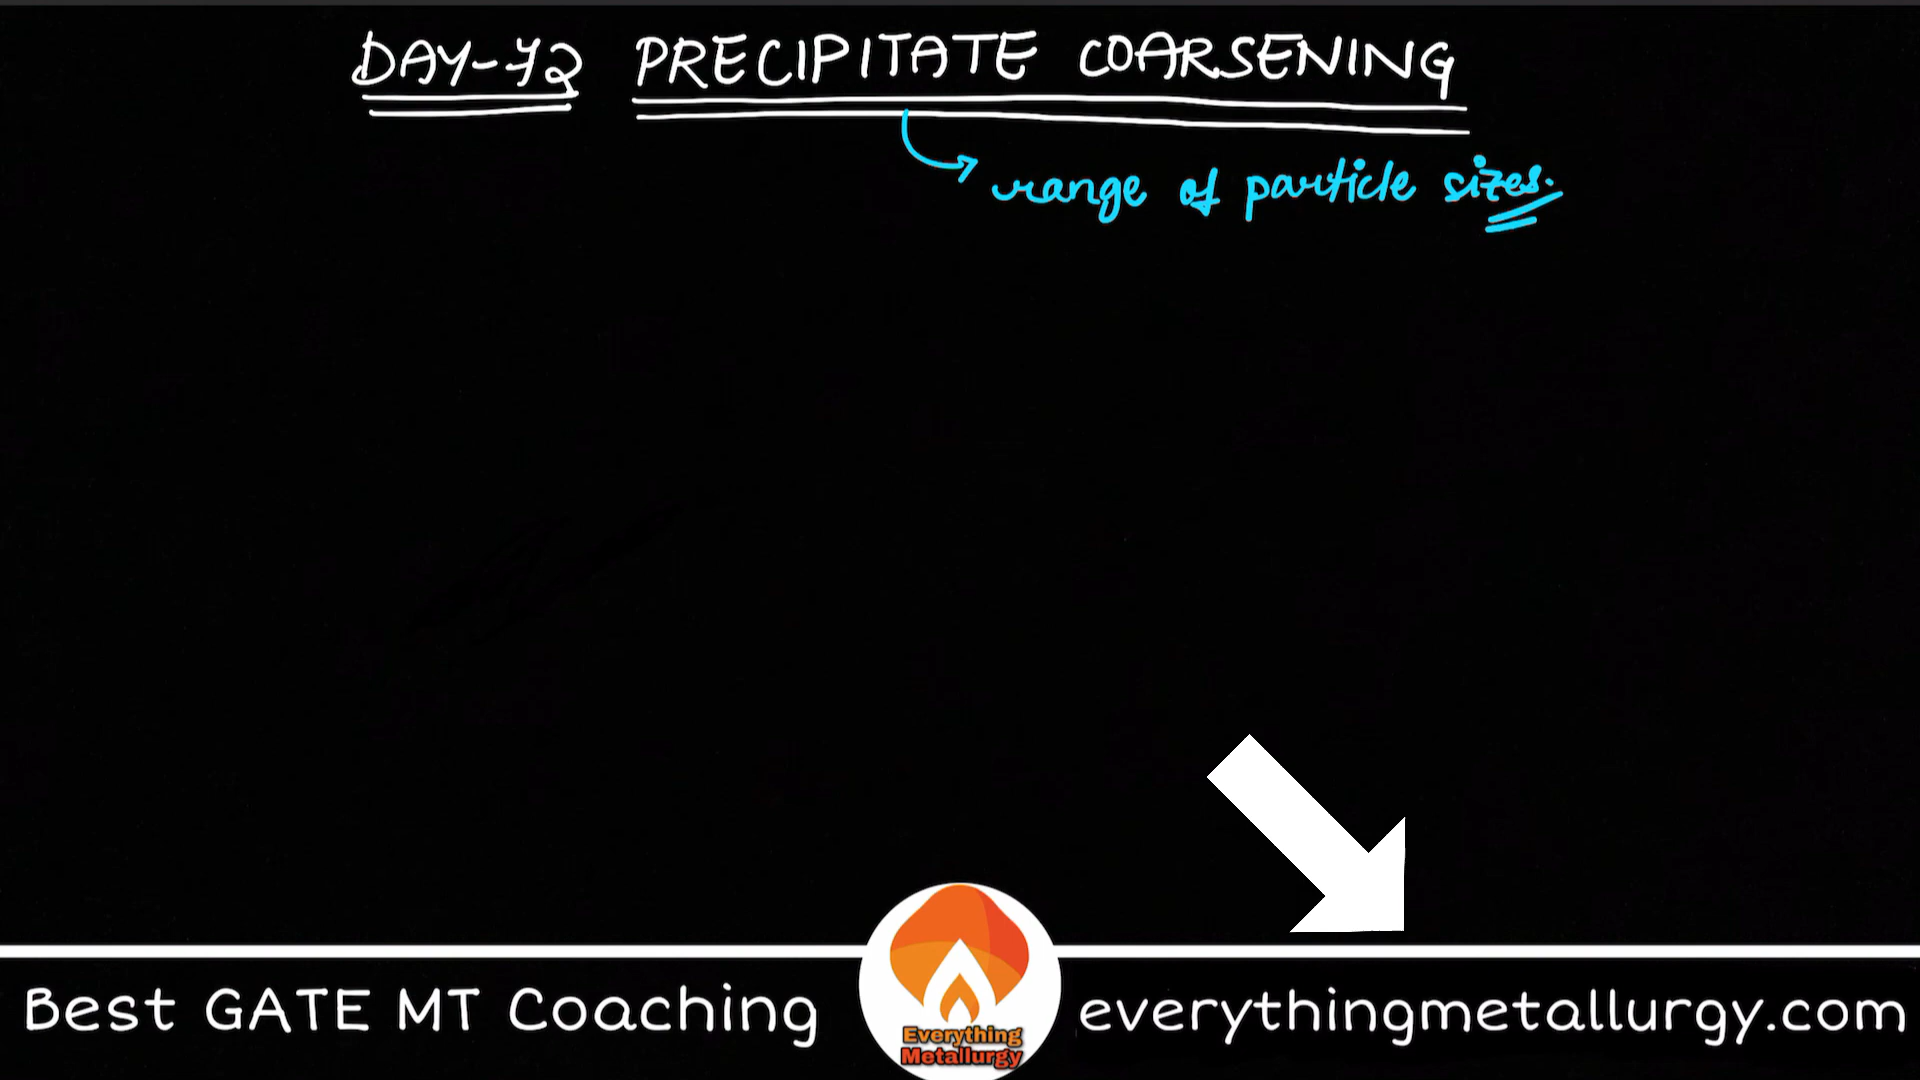 DAY-72 PRECIPITATE COARSENING
range of particle sizes.
Best GATE MT Coaching
Everything
Metallurgy
everythingmetallurgy.com